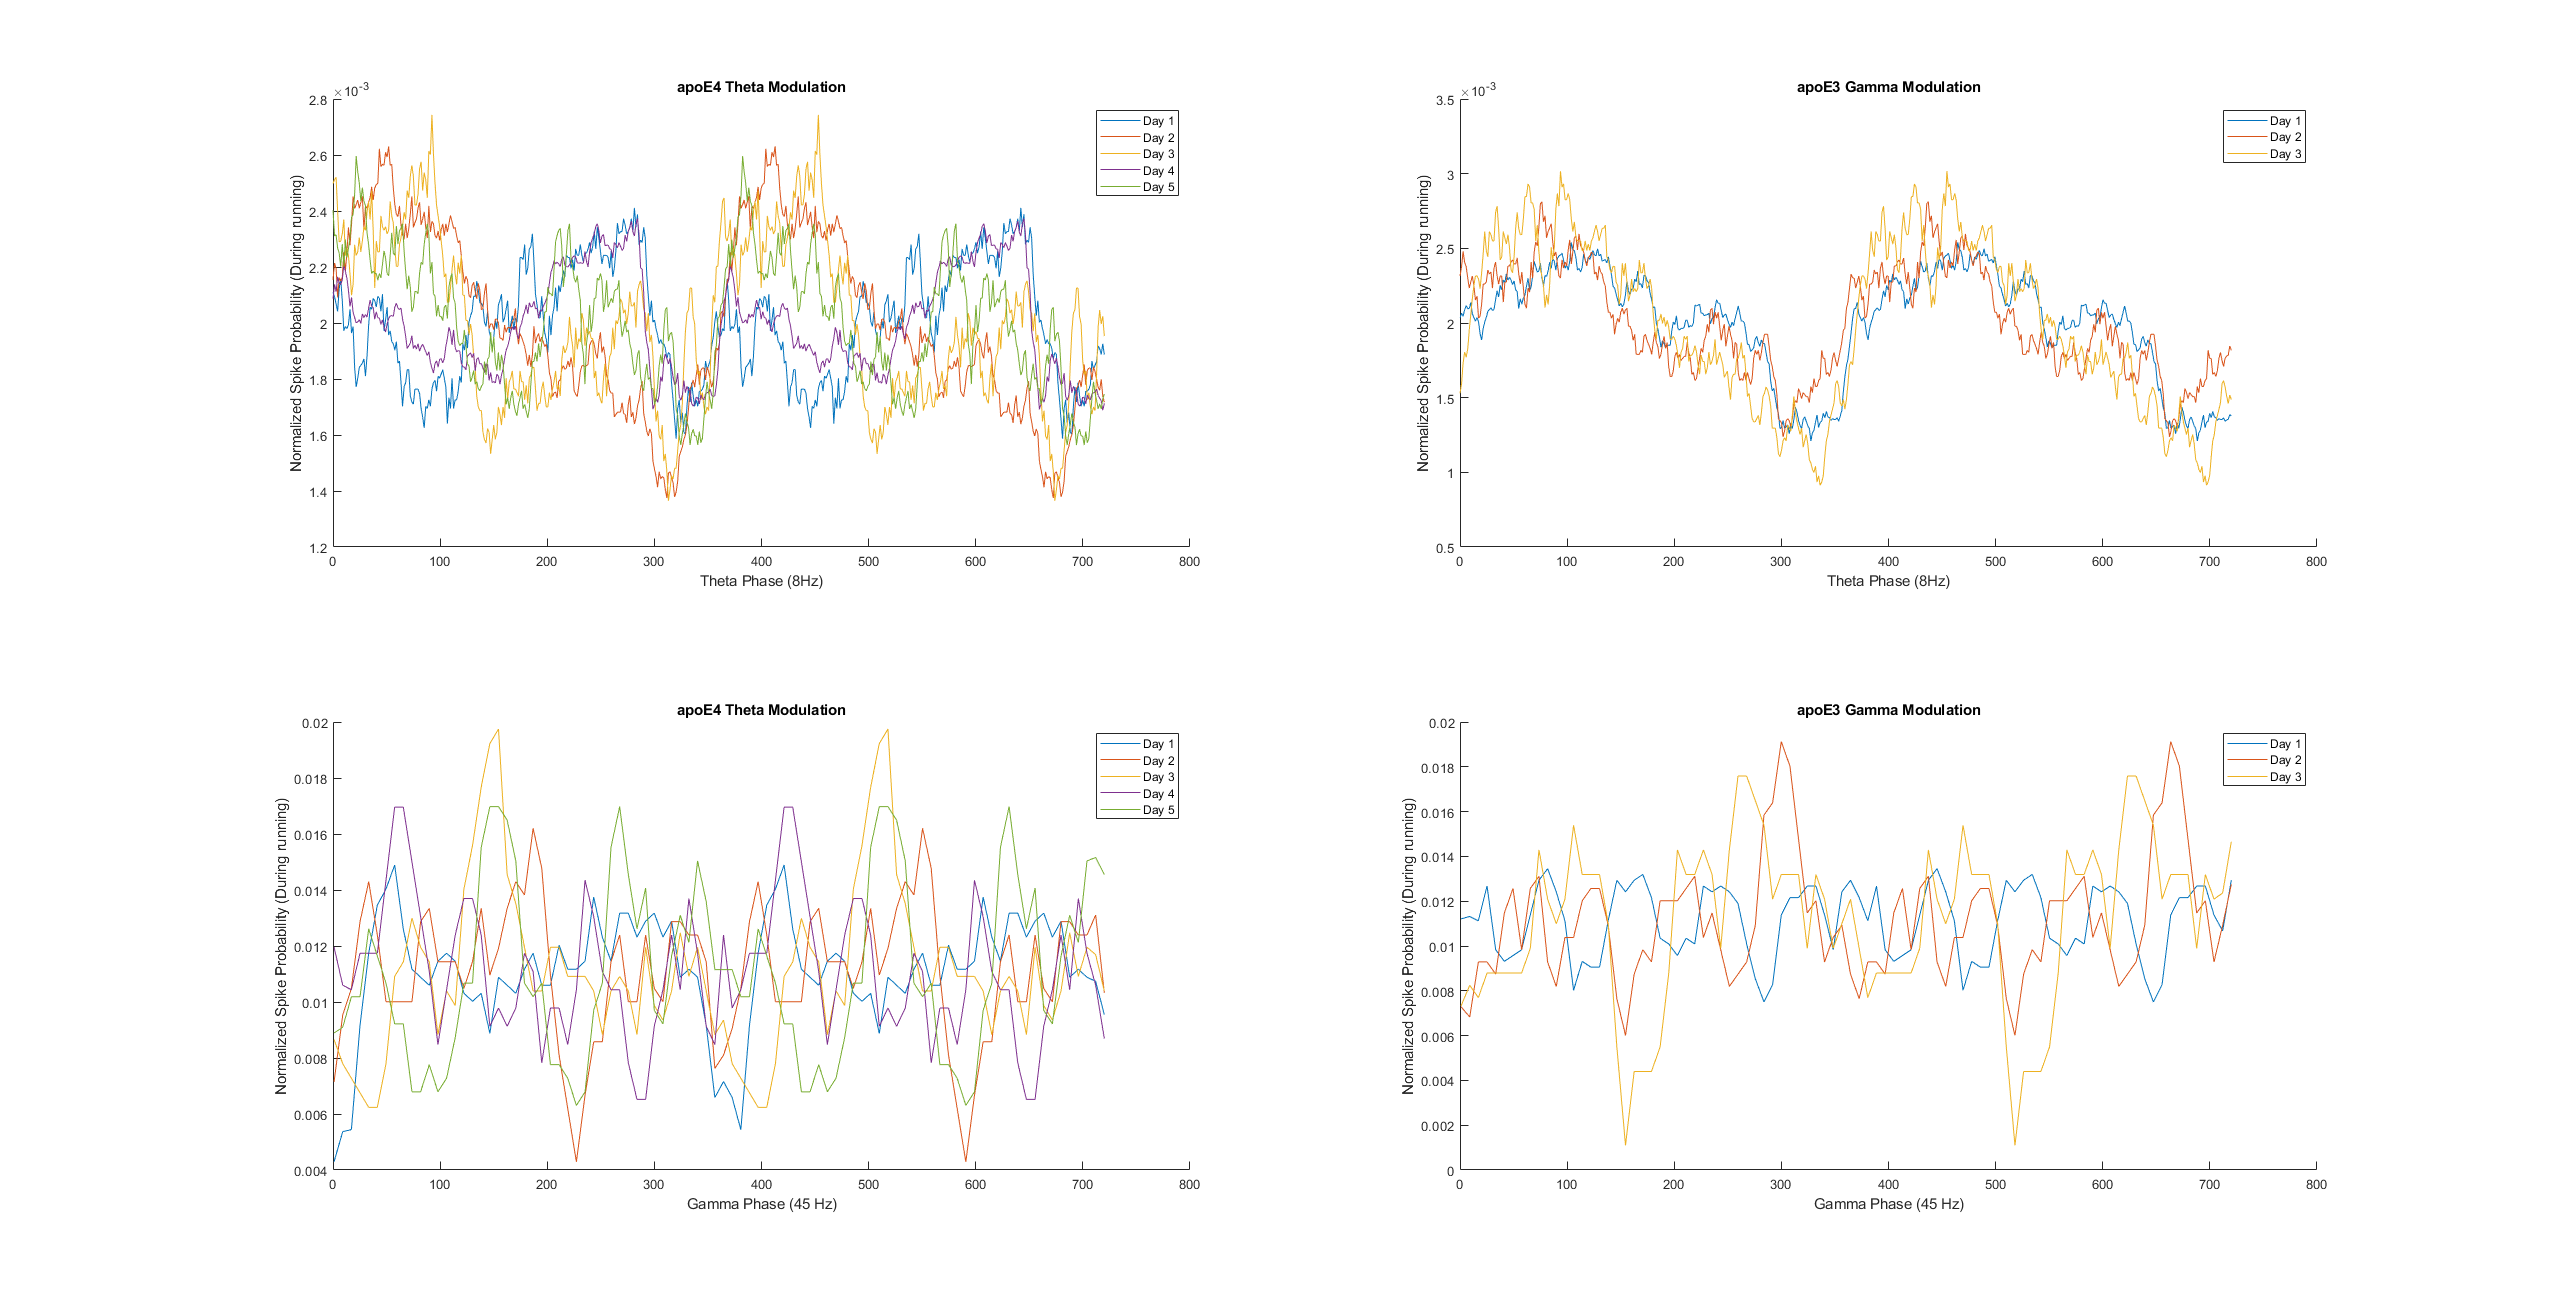 apoE4 Theta Modulation
×10-3
2.8
2.6
2.4
2.2
2
1.8
1.6
1.4
1.2
0 100 200 300 400 500 600 700 800
Theta Phase (8Hz)
Normalized Spike Probability (During running)
Day 1
Day 2
Day 3
Day 4
Day 5
apoE3 Gamma Modulation
×10-3
3.5
3
2.5
2
1.5
1
0.5
0 100 200 300 400 500 600 700 800
Theta Phase (8Hz)
Normalized Spike Probability (During running)
Day 1
Day 2
Day 3
apoE4 Theta Modulation
0.02
0.018
0.016
0.014
0.012
0.01
0.008
0.006
0.004
0 100 200 300 400 500 600 700 800
Gamma Phase (45 Hz)
Normalized Spike Probability (During running)
Day 1
Day 2
Day 3
Day 4
Day 5
apoE3 Gamma Modulation
0.02
0.018
0.016
0.014
0.012
0.01
0.008
0.006
0.004
0.002
0
0 100 200 300 400 500 600 700 800
Gamma Phase (45 Hz)
Normalized Spike Probability (During running)
Day 1
Day 2
Day 3